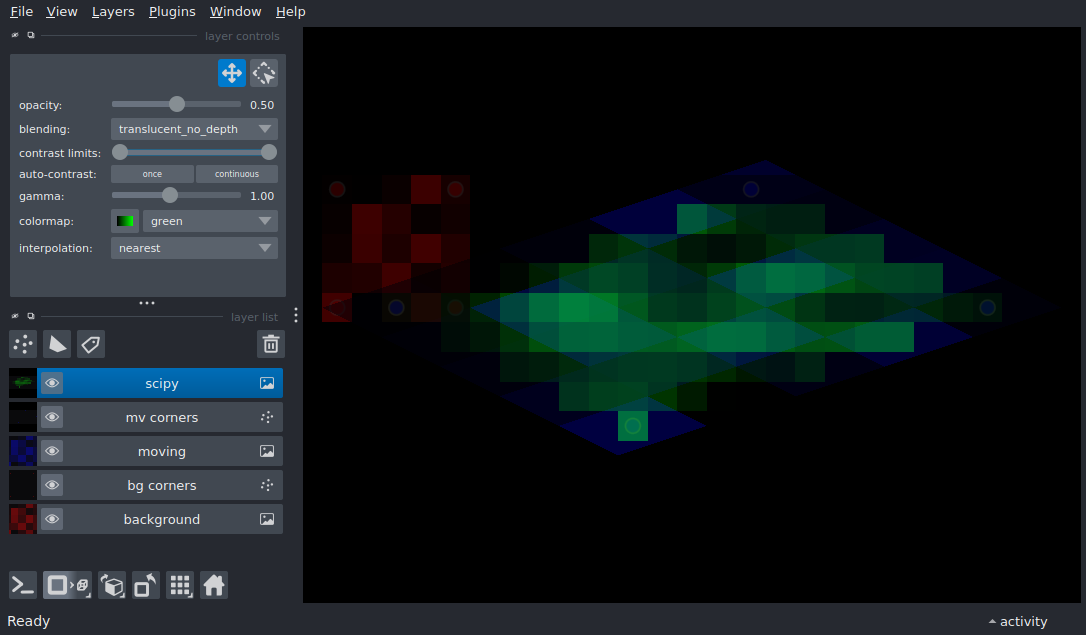 File View Layers Plugins Window Help
layer controls
opacity: 0.50
blending: translucent_no_depth
contrast limits:
auto-contrast: once continuous
gamma: 1.00
colormap: green
interpolation: nearest
layer list
scipy
mv corners
moving
bg corners
background
Ready
activity